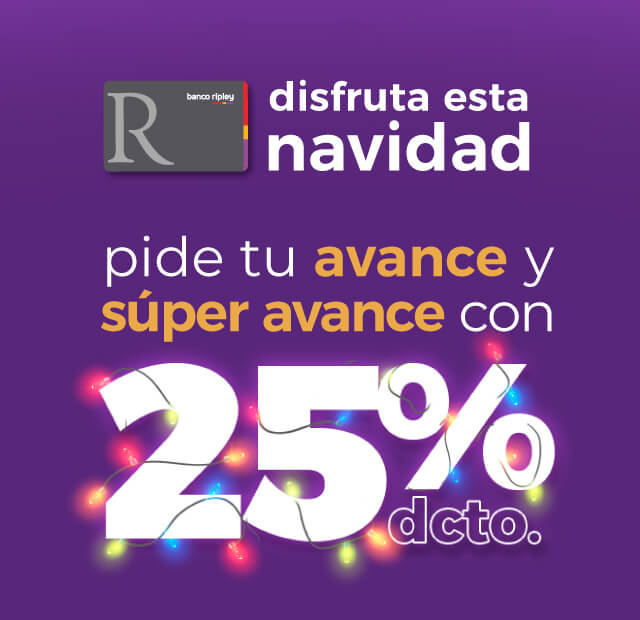 R
banco ripley
disfruta esta
navidad
pide tu avance y
súper avance con
25%
dcto.